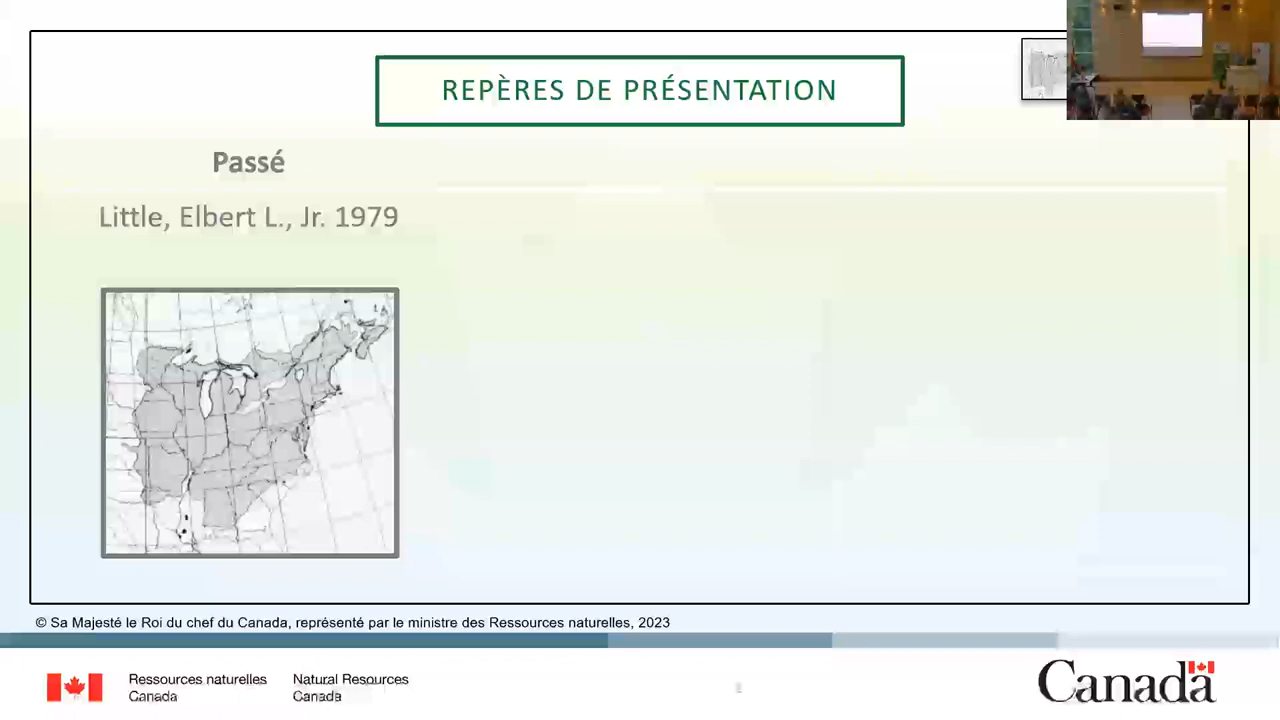 REPÈRES DE PRÉSENTATION
Passé
Little, Elbert L., Jr. 1979
© Sa Majesté le Roi du chef du Canada, représenté par le ministre des Ressources naturelles, 2023
Ressources naturelles
Canada
Natural Resources
Canada
Canada